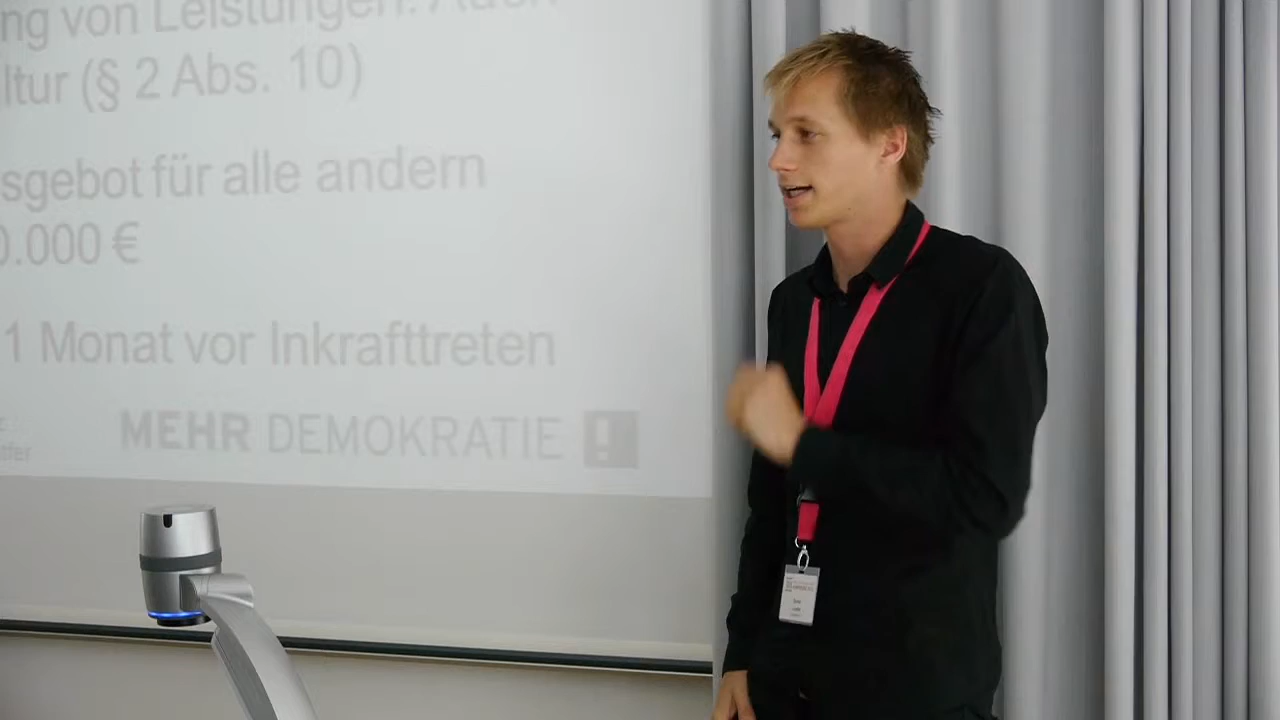 ng von Leistungen. Auch
ltur (§ 2 Abs. 10)
sgebot für alle andern
0.000 €
1 Monat vor Inkrafttreten
MEHR DEMOKRATIE !